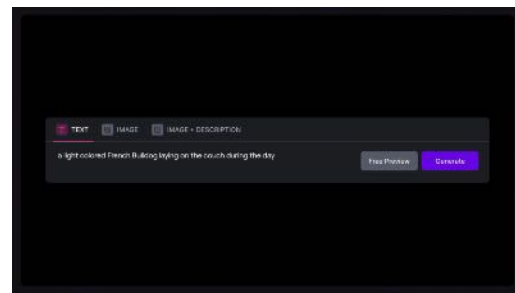 TEXT IMAGE IMAGE + DESCRIPTION
a light colored French Bulldog laying on the couch during the day
Free Preview Generate